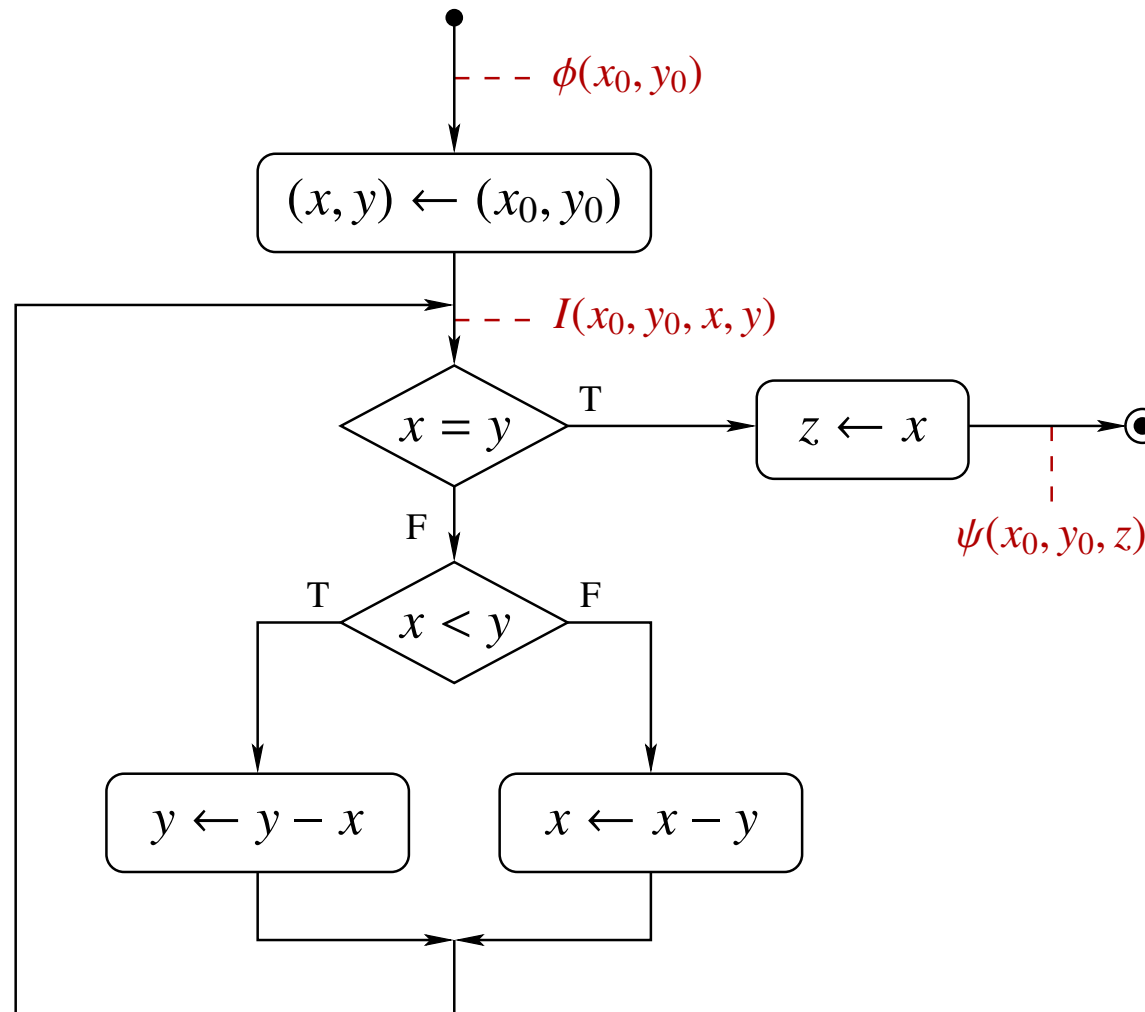 ϕ(x₀, y₀)
(x, y) ← (x₀, y₀)
I(x₀, y₀, x, y)
x = y
T
z ← x
ψ(x₀, y₀, z)
F
x < y
T
F
y ← y − x
x ← x − y